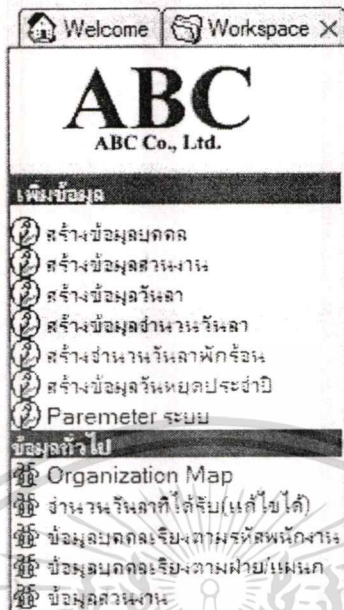 Welcome Workspace
ABC
ABC Co., Ltd.
เพิ่มข้อมูล
สร้างข้อมูลบุคคล
สร้างข้อมูลส่วนงาน
สร้างข้อมูลวันลา
สร้างข้อมูลจำนวนวันลา
สร้างจำนวนวันลาพักร้อน
สร้างข้อมูลวันหยุดประจำปี
Paremeter ระบบ
ข้อมูลทั่วไป
Organization Map
จำนวนวันลาที่ได้รับ(แก้ไขได้)
ข้อมูลบุคคลเรียงตามรหัสพนักงาน
ข้อมูลบุคคลเรียงตามฝ่าย/แผนก
ข้อมูลส่วนงาน